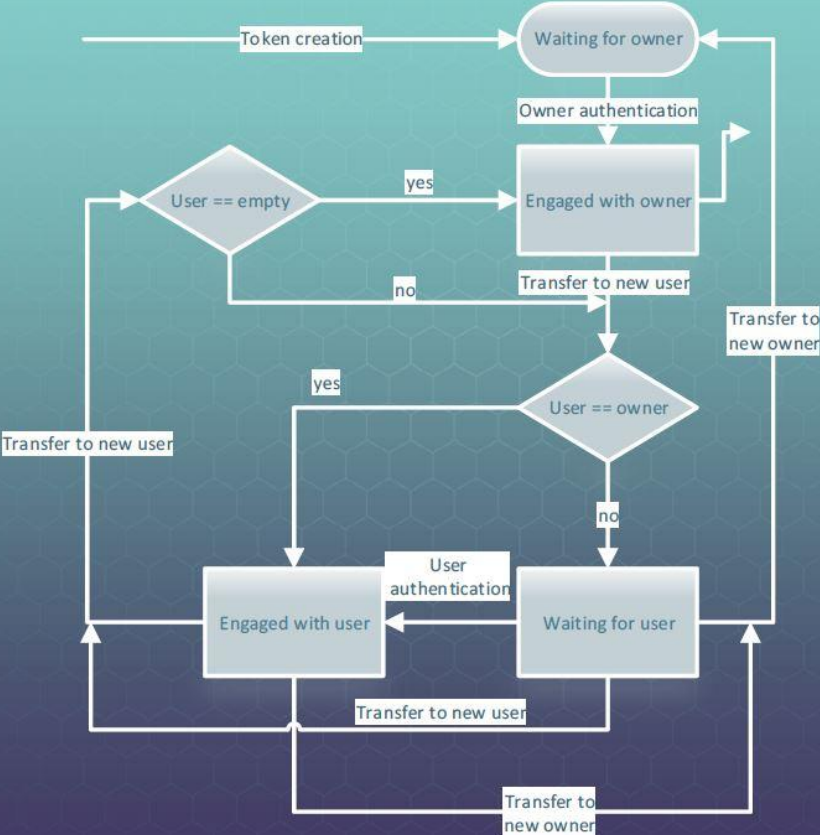 Token creation
Waiting for owner
Owner authentication
User == empty
yes
Engaged with owner
no
Transfer to new user
Transfer to
new owner
yes
User == owner
Transfer to new user
no
User
authentication
Engaged with user
Waiting for user
Transfer to new user
Transfer to
new owner